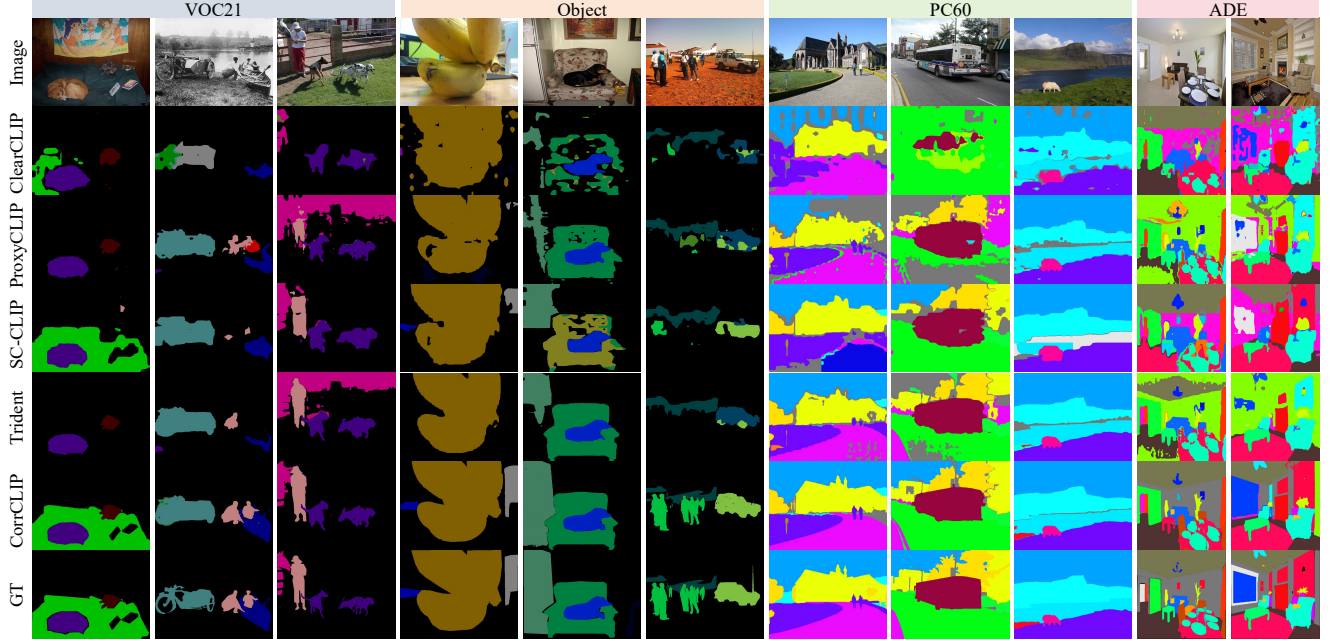 VOC21 Object PC60 ADE
Image
ClearCLIP
ProxyCLIP
SC-CLIP
Trident
CorrCLIP
GT